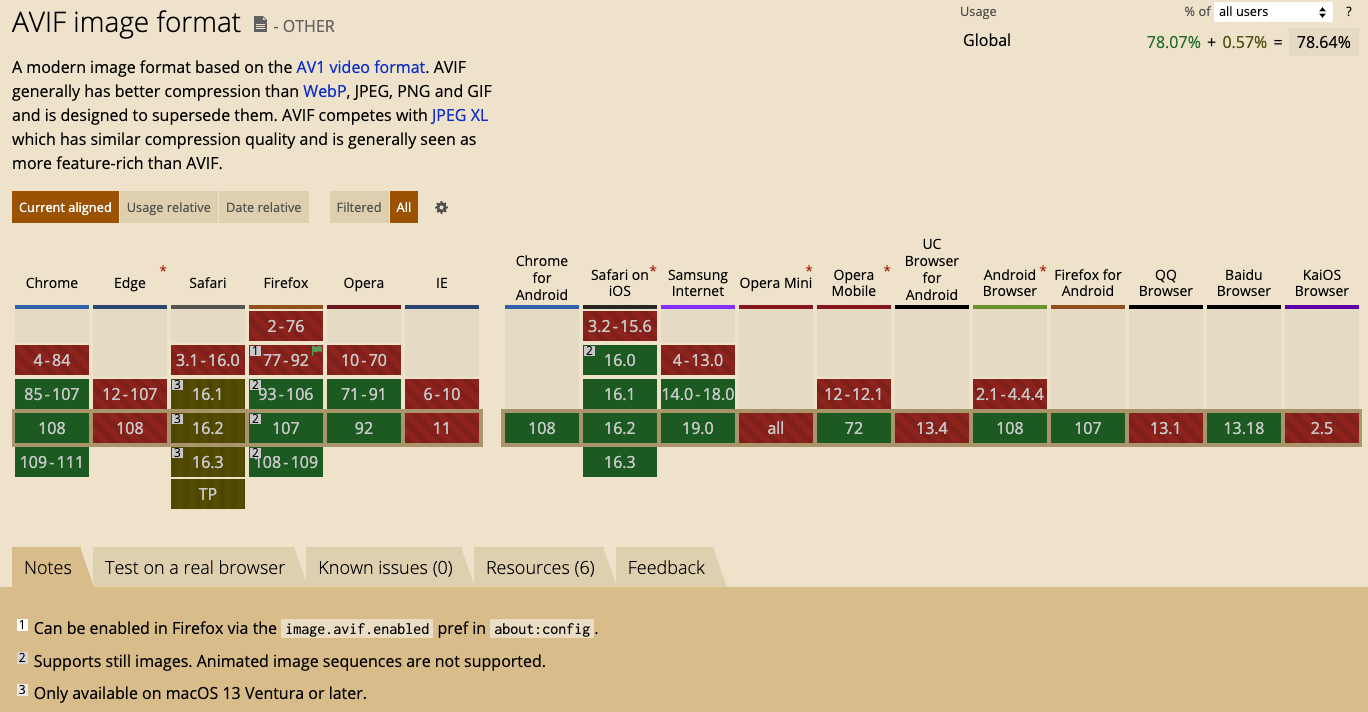 AVIF image format - OTHER
Usage % of all users ?
Global 78.07% + 0.57% = 78.64%
A modern image format based on the AV1 video format. AVIF
generally has better compression than WebP, JPEG, PNG and GIF
and is designed to supersede them. AVIF competes with JPEG XL
which has similar compression quality and is generally seen as
more feature-rich than AVIF.
Current aligned Usage relative Date relative Filtered All
Chrome Edge * Safari Firefox Opera IE
Chrome for Android
Safari on iOS *
Samsung Internet
Opera Mini *
Opera Mobile *
UC Browser for Android
Android Browser *
Firefox for Android
QQ Browser
Baidu Browser
KaiOS Browser
2-76 3.2-15.6
4-84 3.1-16.0 1 77-92 10-70 2 16.0 4-13.0
85-107 12-107 3 16.1 2 93-106 71-91 6-10 16.1 14.0-18.0 12-12.1 2.1-4.4.4
108 108 3 16.2 2 107 92 11 108 16.2 19.0 all 72 13.4 108 107 13.1 13.18 2.5
109-111 3 16.3 2 108-109 16.3
TP
Notes Test on a real browser Known issues (0) Resources (6) Feedback
1 Can be enabled in Firefox via the image.avif.enabled pref in about:config.
2 Supports still images. Animated image sequences are not supported.
3 Only available on macOS 13 Ventura or later.